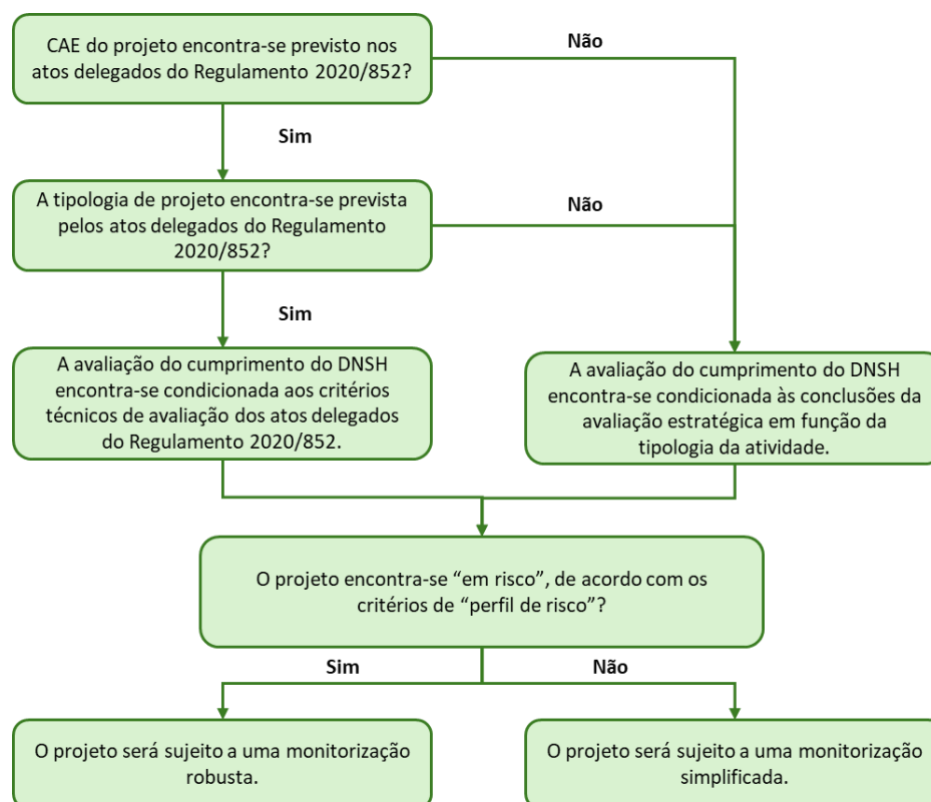 CAE do projeto encontra-se previsto nos
atos delegados do Regulamento 2020/852?
Não
Sim
A tipologia de projeto encontra-se prevista
pelos atos delegados do Regulamento
2020/852?
Não
Sim
A avaliação do cumprimento do DNSH
encontra-se condicionada aos critérios
técnicos de avaliação dos atos delegados
do Regulamento 2020/852.
A avaliação do cumprimento do DNSH
encontra-se condicionada às conclusões da
avaliação estratégica em função da
tipologia da atividade.
O projeto encontra-se “em risco”, de acordo com os
critérios de “perfil de risco”?
Sim
Não
O projeto será sujeito a uma monitorização
robusta.
O projeto será sujeito a uma monitorização
simplificada.